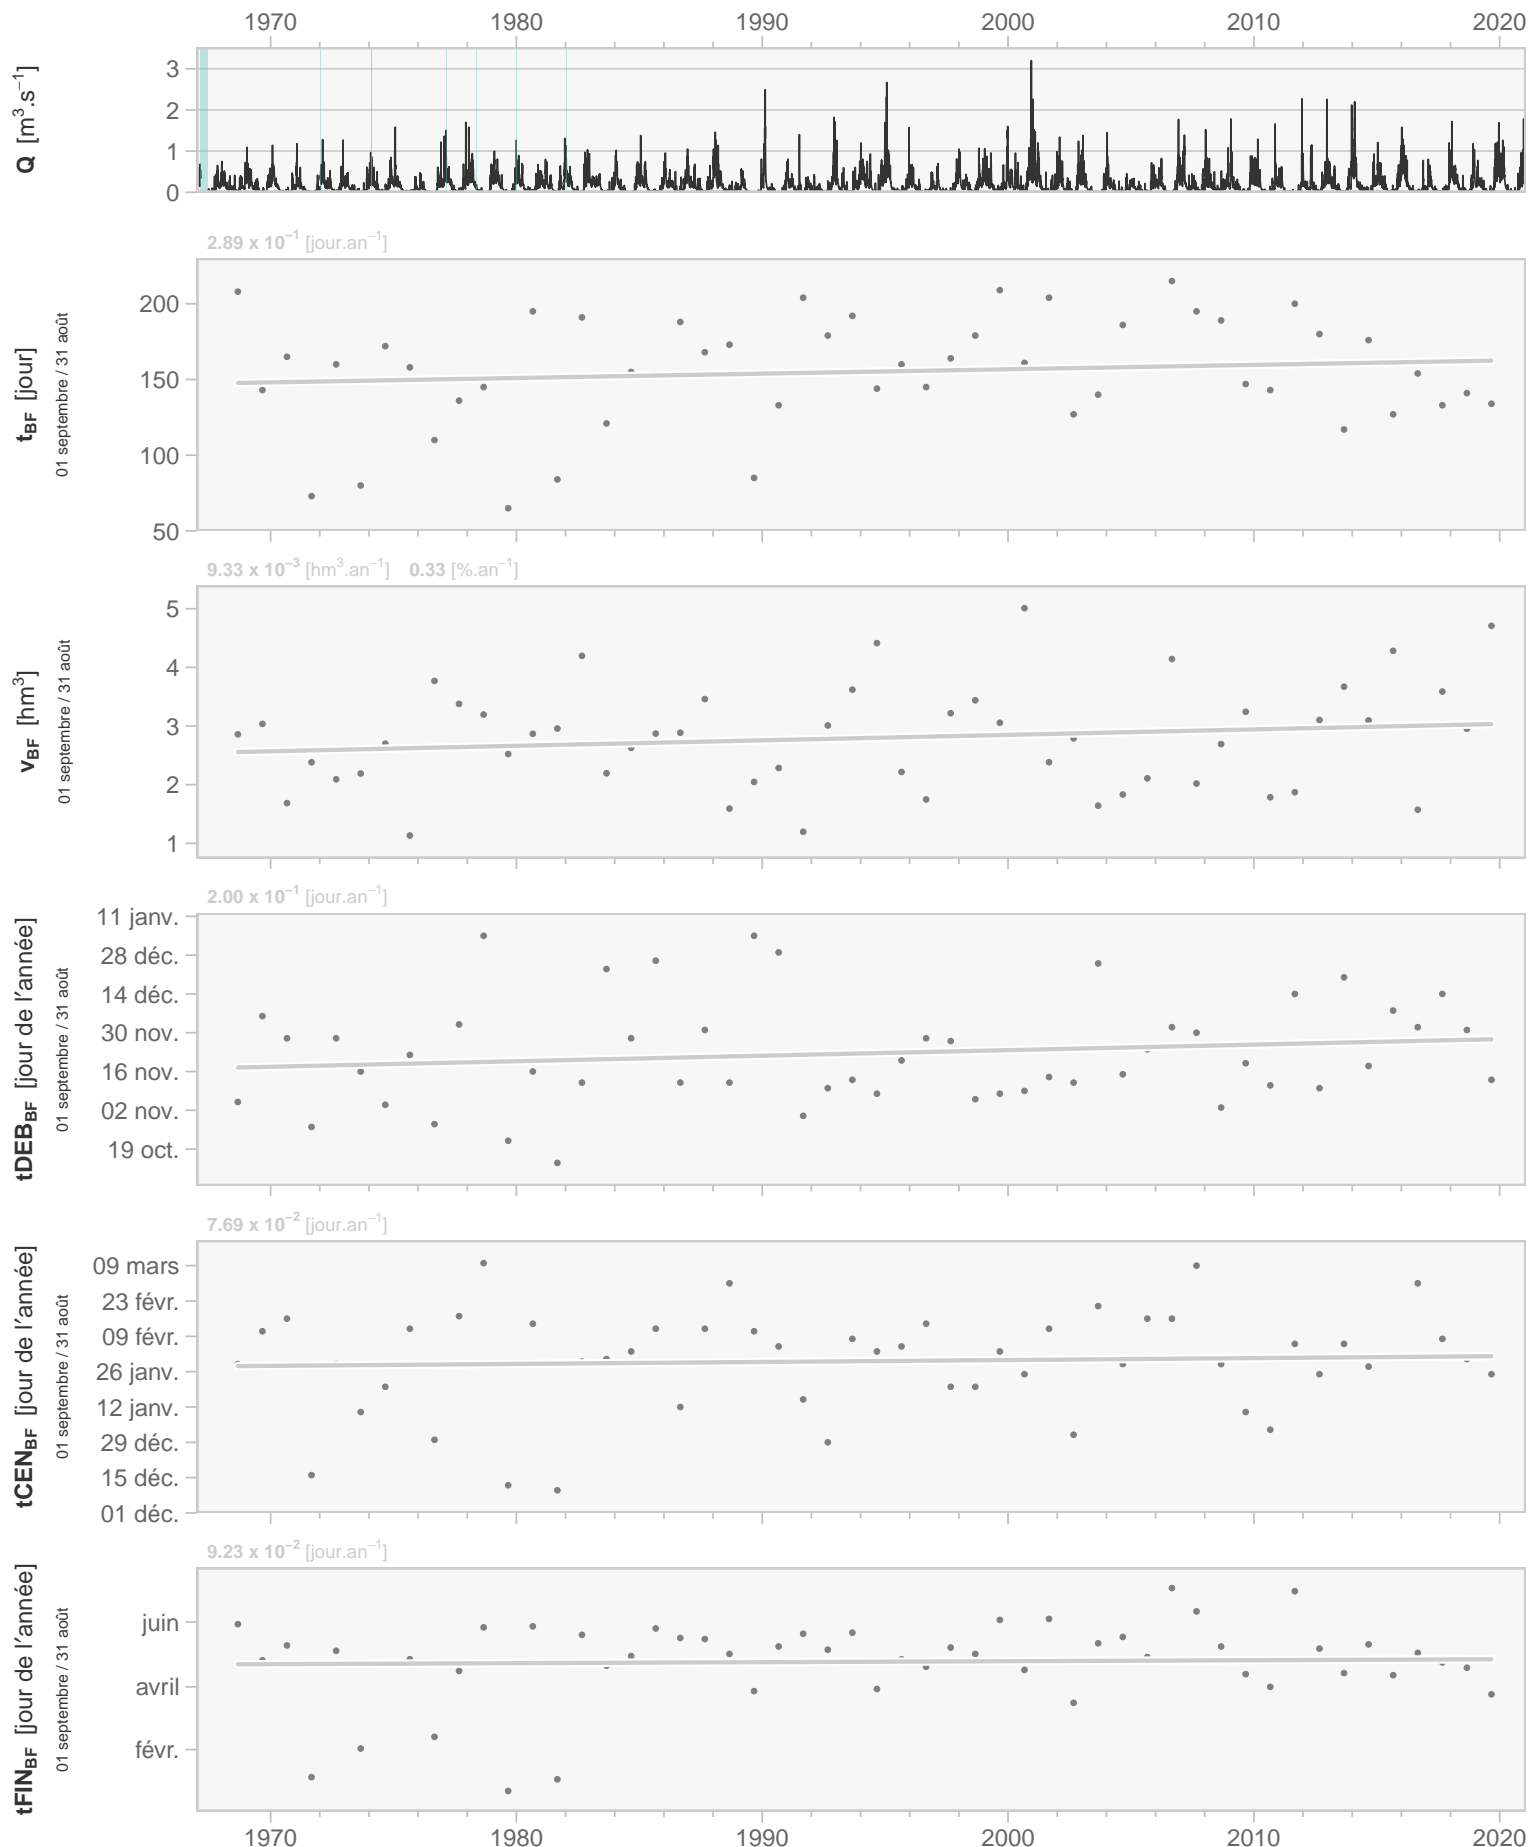 1970 1980 1990 2000 2010 2020
Q [m³.s⁻¹]
3
2
1
0
2.89 x 10⁻¹ [jour.an⁻¹]
tBF [jour]
01 septembre / 31 août
200
150
100
50
9.33 x 10⁻³ [hm³.an⁻¹] 0.33 [%.an⁻¹]
vBF [hm³]
01 septembre / 31 août
5
4
3
2
1
2.00 x 10⁻¹ [jour.an⁻¹]
tDEBBF [jour de l'année]
01 septembre / 31 août
11 janv.
28 déc.
14 déc.
30 nov.
16 nov.
02 nov.
19 oct.
7.69 x 10⁻² [jour.an⁻¹]
tCENBF [jour de l'année]
01 septembre / 31 août
09 mars
23 févr.
09 févr.
26 janv.
12 janv.
29 déc.
15 déc.
01 déc.
9.23 x 10⁻² [jour.an⁻¹]
tFINBF [jour de l'année]
01 septembre / 31 août
juin
avril
févr.
1970 1980 1990 2000 2010 2020